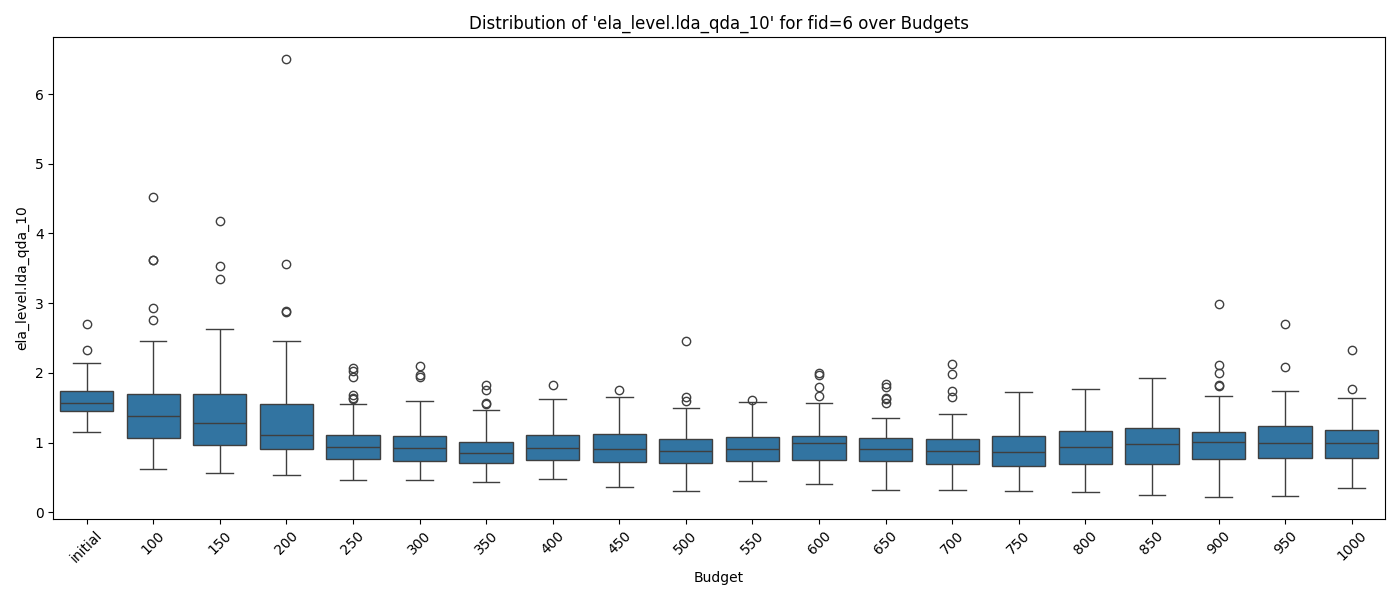 Distribution of 'ela_level.lda_qda_10' for fid=6 over Budgets
ela_level.lda_qda_10
6
5
4
3
2
1
0
initial 100 150 200 250 300 350 400 450 500 550 600 650 700 750 800 850 900 950 1000
Budget